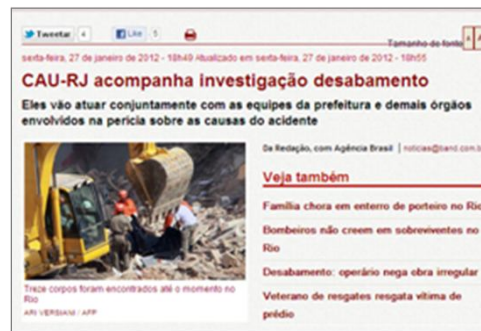 Tweetar 4 Like 5
Tamanho de fonte A A
sexta-feira, 27 de janeiro de 2012 - 18h49 Atualizado em sexta-feira, 27 de janeiro de 2012 - 18h55
CAU-RJ acompanha investigação desabamento
Eles vão atuar conjuntamente com as equipes da prefeitura e demais órgãos
envolvidos na perícia sobre as causas do acidente
Da Redação, com Agência Brasil | noticias@band.com.b
Veja também
Família chora em enterro de porteiro no Rio
Bombeiros não creem em sobreviventes no
Rio
Desabamento: operário nega obra irregular
Veterano de resgates resgata vítima de
prédio
Treze corpos foram encontrados até o momento no
Rio
ARI VERSIANI / AFP